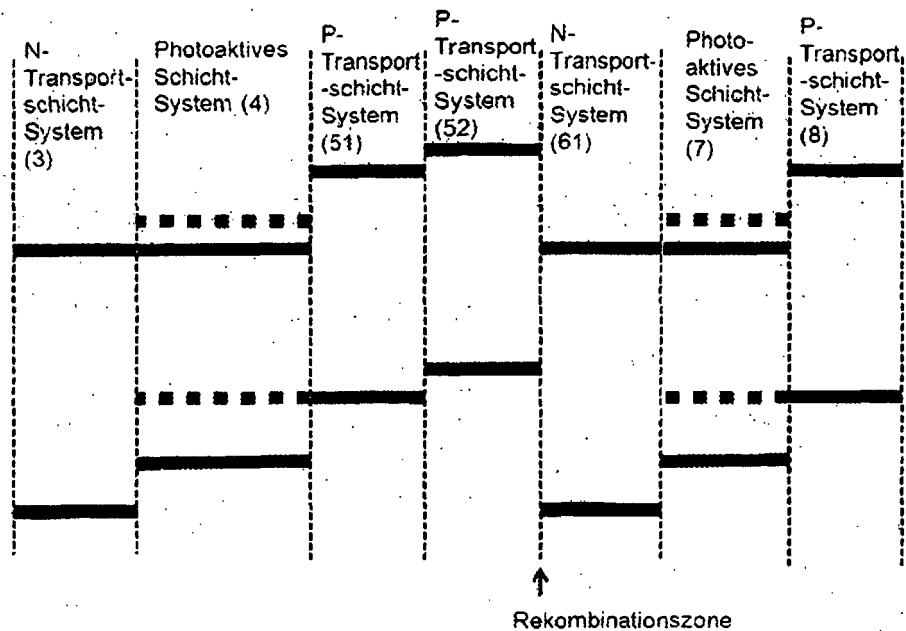 N-
Transport-
schicht-
System
(3)
Photoaktives
Schicht-
System (4)
P-
Transport
-schicht-
System
(51)
P-
Transport
-schicht-
System
(52)
N-
Transport-
schicht-
System
(61)
Photo-
aktives
Schicht-
System
(7)
P-
Transport
-schicht-
System
(8)
Rekombinationszone